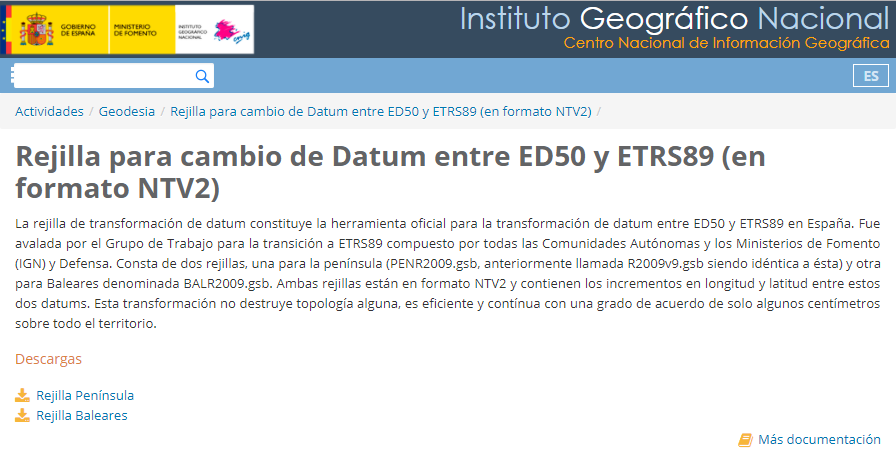 GOBIERNO
DE ESPAÑA
MINISTERIO
DE FOMENTO
INSTITUTO
GEOGRÁFICO
NACIONAL
cnig
Instituto Geográfico Nacional
Centro Nacional de Información Geográfica
ES
Actividades / Geodesia / Rejilla para cambio de Datum entre ED50 y ETRS89 (en formato NTV2) /
Rejilla para cambio de Datum entre ED50 y ETRS89 (en
formato NTV2)
La rejilla de transformación de datum constituye la herramienta oficial para la transformación de datum entre ED50 y ETRS89 en España. Fue
avalada por el Grupo de Trabajo para la transición a ETRS89 compuesto por todas las Comunidades Autónomas y los Ministerios de Fomento
(IGN) y Defensa. Consta de dos rejillas, una para la península (PENR2009.gsb, anteriormente llamada R2009v9.gsb siendo idéntica a ésta) y otra
para Baleares denominada BALR2009.gsb. Ambas rejillas están en formato NTV2 y contienen los incrementos en longitud y latitud entre estos
dos datums. Esta transformación no destruye topología alguna, es eficiente y contínua con una grado de acuerdo de solo algunos centímetros
sobre todo el territorio.
Descargas
Rejilla Península
Rejilla Baleares
Más documentación